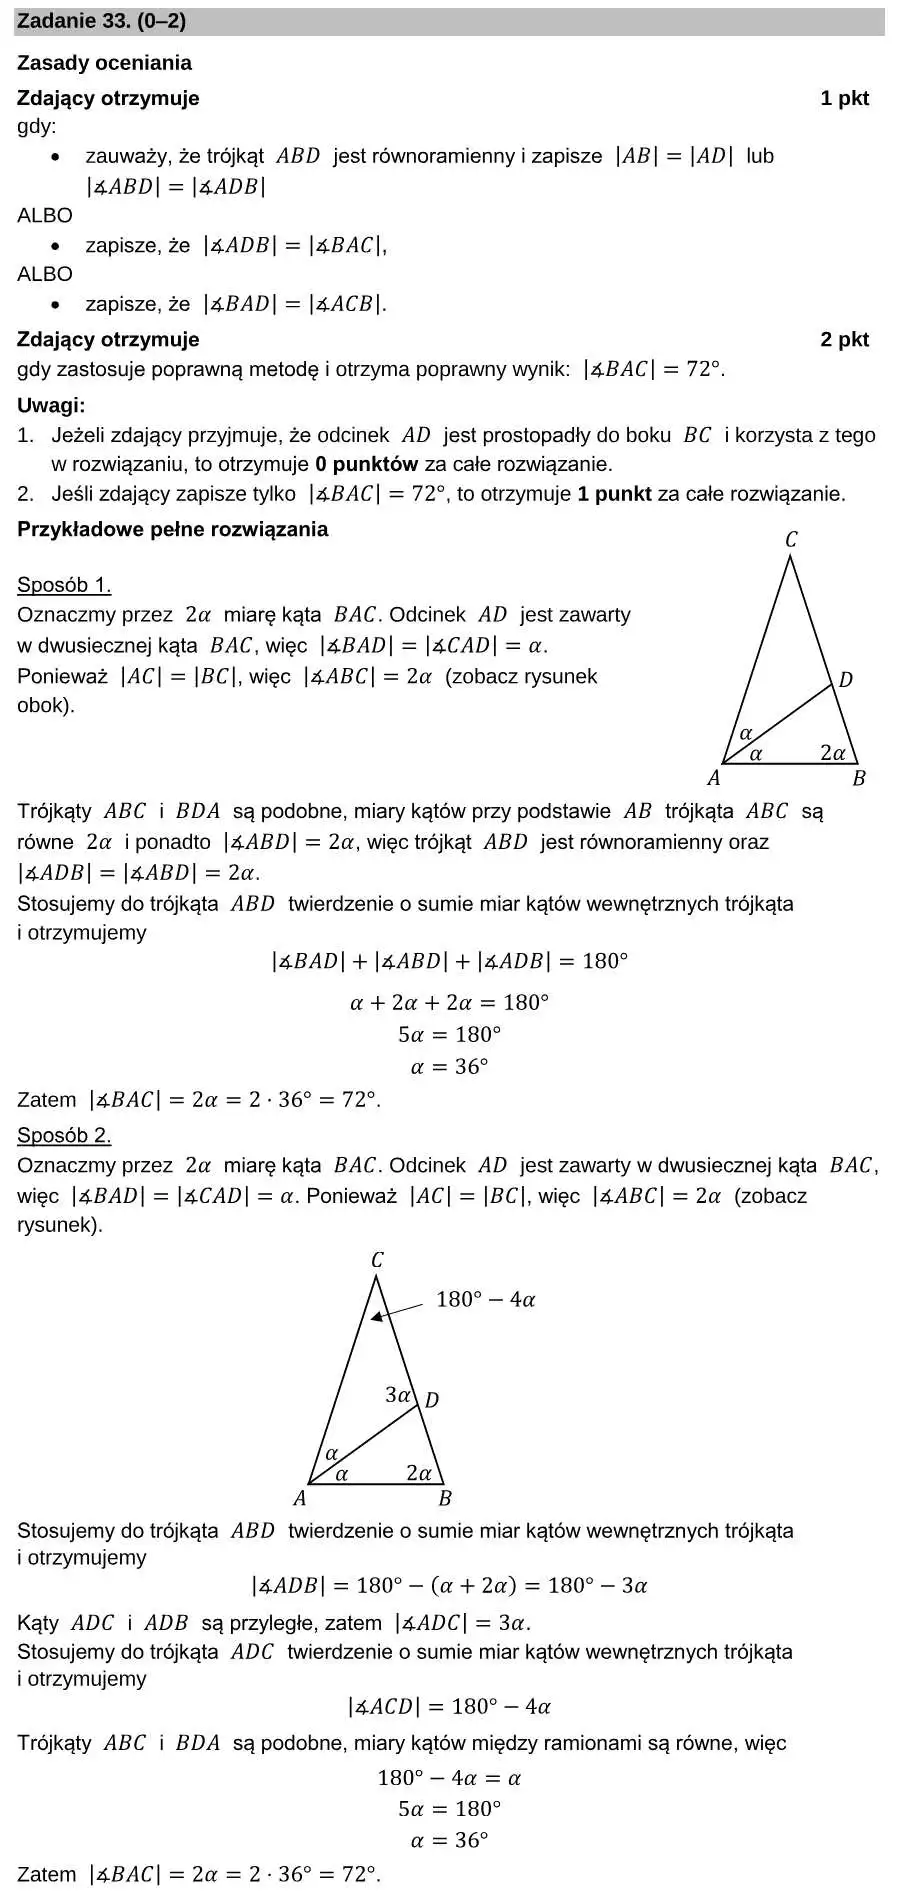 Zadanie 33. (0–2)
Zasady oceniania
Zdający otrzymuje 1 pkt
gdy:
• zauważy, że trójkąt ABD jest równoramienny i zapisze |AB| = |AD| lub
|∡ABD| = |∡ADB|
ALBO
• zapisze, że |∡ADB| = |∡BAC|,
ALBO
• zapisze, że |∡BAD| = |∡ACB|.
Zdający otrzymuje 2 pkt
gdy zastosuje poprawną metodę i otrzyma poprawny wynik: |∡BAC| = 72°.
Uwagi:
1. Jeżeli zdający przyjmuje, że odcinek AD jest prostopadły do boku BC i korzysta z tego
w rozwiązaniu, to otrzymuje 0 punktów za całe rozwiązanie.
2. Jeśli zdający zapisze tylko |∡BAC| = 72°, to otrzymuje 1 punkt za całe rozwiązanie.
Przykładowe pełne rozwiązania
Sposób 1.
Oznaczmy przez 2α miarę kąta BAC. Odcinek AD jest zawarty
w dwusiecznej kąta BAC, więc |∡BAD| = |∡CAD| = α.
Ponieważ |AC| = |BC|, więc |∡ABC| = 2α (zobacz rysunek
obok).
C
D
α
α 2α
A B
Trójkąty ABC i BDA są podobne, miary kątów przy podstawie AB trójkąta ABC są
równe 2α i ponadto |∡ABD| = 2α, więc trójkąt ABD jest równoramienny oraz
|∡ADB| = |∡ABD| = 2α.
Stosujemy do trójkąta ABD twierdzenie o sumie miar kątów wewnętrznych trójkąta
i otrzymujemy
|∡BAD| + |∡ABD| + |∡ADB| = 180°
α + 2α + 2α = 180°
5α = 180°
α = 36°
Zatem |∡BAC| = 2α = 2 · 36° = 72°.
Sposób 2.
Oznaczmy przez 2α miarę kąta BAC. Odcinek AD jest zawarty w dwusiecznej kąta BAC,
więc |∡BAD| = |∡CAD| = α. Ponieważ |AC| = |BC|, więc |∡ABC| = 2α (zobacz
rysunek).
C
180° − 4α
3α D
α
α 2α
A B
Stosujemy do trójkąta ABD twierdzenie o sumie miar kątów wewnętrznych trójkąta
i otrzymujemy
|∡ADB| = 180° − (α + 2α) = 180° − 3α
Kąty ADC i ADB są przyległe, zatem |∡ADC| = 3α.
Stosujemy do trójkąta ADC twierdzenie o sumie miar kątów wewnętrznych trójkąta
i otrzymujemy
|∡ACD| = 180° − 4α
Trójkąty ABC i BDA są podobne, miary kątów między ramionami są równe, więc
180° − 4α = α
5α = 180°
α = 36°
Zatem |∡BAC| = 2α = 2 · 36° = 72°.